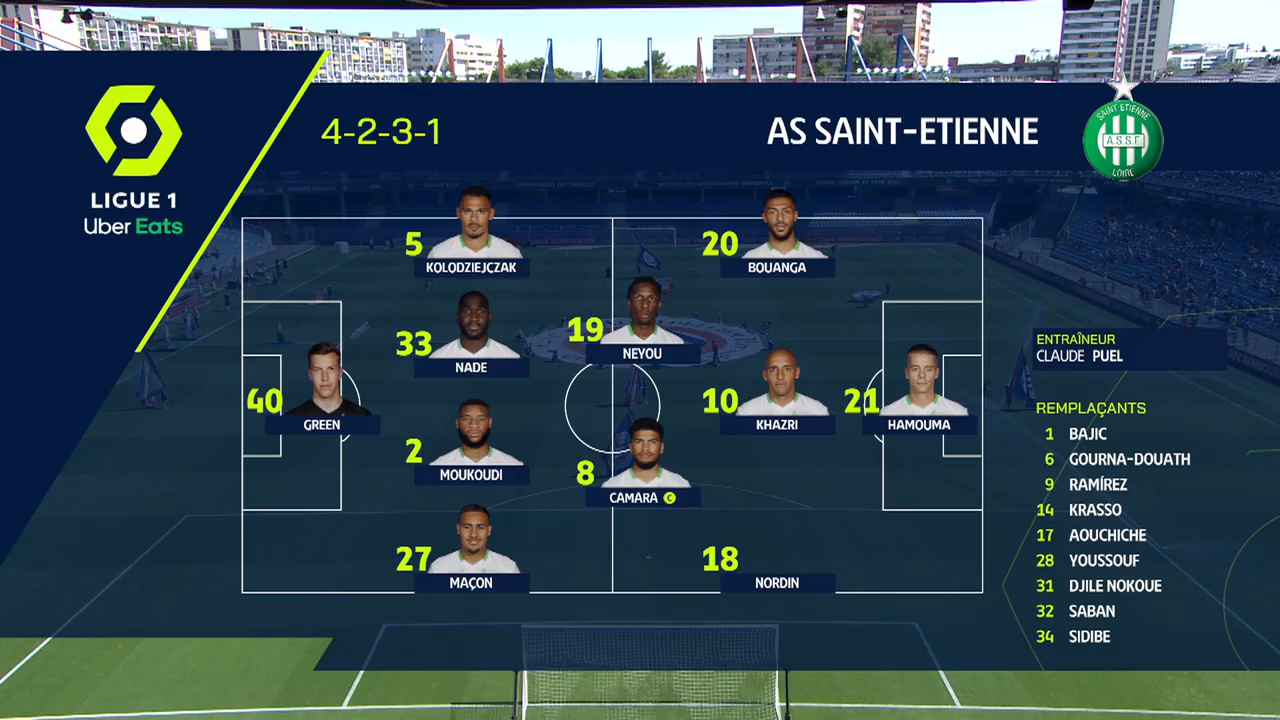 4-2-3-1
AS SAINT-ETIENNE
SAINT ETIENNE
A.S.S.E
LOIRE
LIGUE 1
Uber Eats
5
KOLODZIEJCZAK
20
BOUANGA
33
NADE
19
NEYOU
40
GREEN
10
KHAZRI
21
HAMOUMA
2
MOUKOUDI
8
CAMARA C
27
MAÇON
18
NORDIN
ENTRAÎNEUR
CLAUDE PUEL
REMPLAÇANTS
1 BAJIC
6 GOURNA-DOUATH
9 RAMÍREZ
14 KRASSO
17 AOUCHICHE
28 YOUSSOUF
31 DJILE NOKOUE
32 SABAN
34 SIDIBE